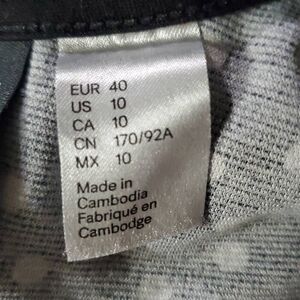 EUR 40
US 10
CA 10
CN 170/92A
MX 10
Made in
Cambodia
Fabriqué en
Cambodge